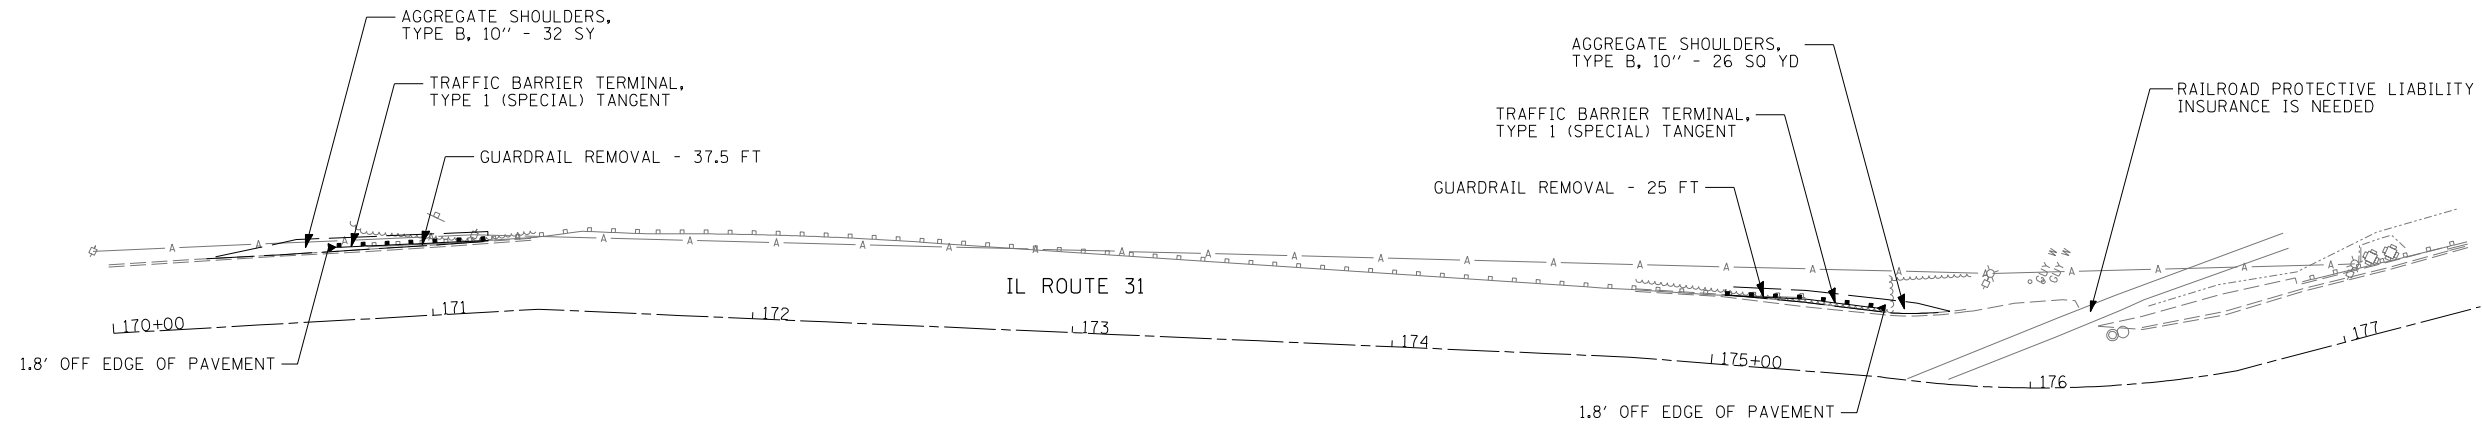 AGGREGATE SHOULDERS,
TYPE B, 10" - 32 SY
TRAFFIC BARRIER TERMINAL,
TYPE 1 (SPECIAL) TANGENT
GUARDRAIL REMOVAL - 37.5 FT
AGGREGATE SHOULDERS,
TYPE B, 10" - 26 SQ YD
TRAFFIC BARRIER TERMINAL,
TYPE 1 (SPECIAL) TANGENT
GUARDRAIL REMOVAL - 25 FT
RAILROAD PROTECTIVE LIABILITY
INSURANCE IS NEEDED
A A A A A A A A A A A A A A A A A A A A A A A A A A
GUY W
GUY W
IL ROUTE 31
170+00
171
172
173
174
175+00
176
177
1.8' OFF EDGE OF PAVEMENT
1.8' OFF EDGE OF PAVEMENT